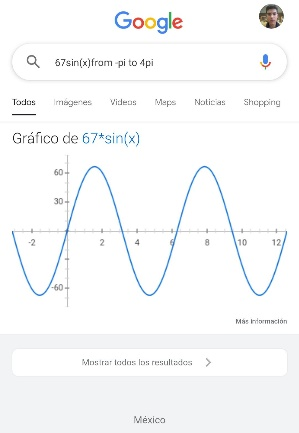 Google
67sin(x)from -pi to 4pi
Todos Imágenes Videos Maps Noticias Shopping
Gráfico de 67*sin(x)
60
30
-2 2 4 6 8 10 12
-60
Más información
Mostrar todos los resultados
México